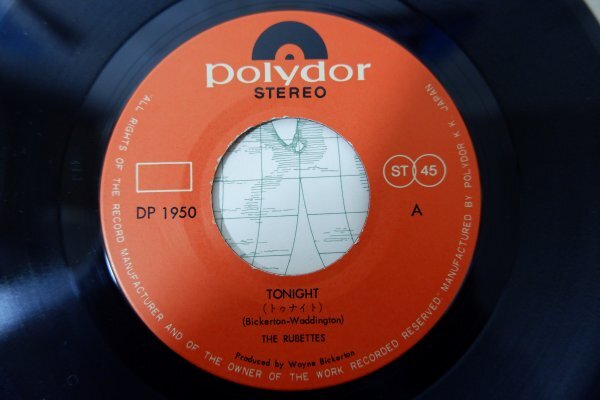 polydor
STEREO
ST 45
DP 1950
A
TONIGHT
(トゥナイト)
(Bickerton-Waddington)
THE RUBETTES
Produced by Wayne Bickerton
ALL RIGHTS OF THE RECORD MANUFACTURER AND OF THE OWNER OF THE WORK RECORDED RESERVED. MANUFACTURED BY POLYDOR K.K. JAPAN